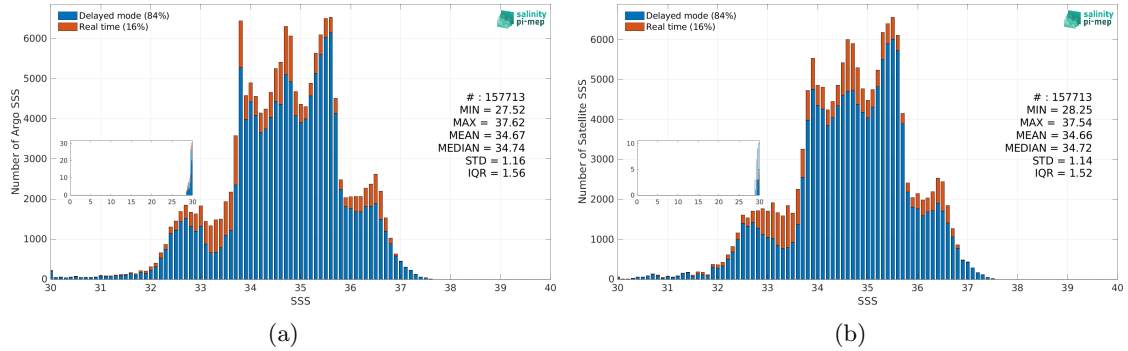 Delayed mode (84%)
Real time (16%)
salinity
pi-mep
Number of Argo SSS
6000
5000
4000
3000
2000
1000
0
30 31 32 33 34 35 36 37 38 39 40
SSS
# : 157713
MIN = 27.52
MAX = 37.62
MEAN = 34.67
MEDIAN = 34.74
STD = 1.16
IQR = 1.56
30
20
10
0
0 5 10 15 20 25 30
(a)
Delayed mode (84%)
Real time (16%)
salinity
pi-mep
Number of Satellite SSS
6000
5000
4000
3000
2000
1000
0
30 31 32 33 34 35 36 37 38 39 40
SSS
# : 157713
MIN = 28.25
MAX = 37.54
MEAN = 34.66
MEDIAN = 34.72
STD = 1.14
IQR = 1.52
10
5
0
0 5 10 15 20 25 30
(b)